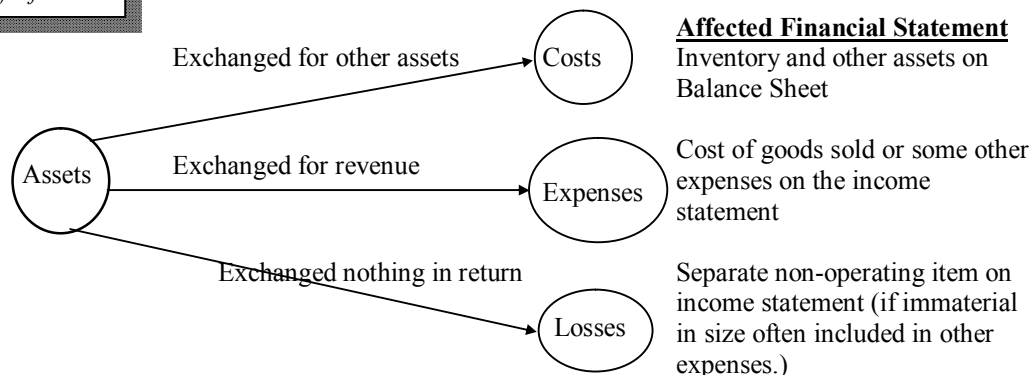 Affected Financial Statement
Exchanged for other assets
Costs
Inventory and other assets on
Balance Sheet
Assets
Exchanged for revenue
Expenses
Cost of goods sold or some other
expenses on the income
statement
Exchanged nothing in return
Losses
Separate non-operating item on
income statement (if immaterial
in size often included in other
expenses.)